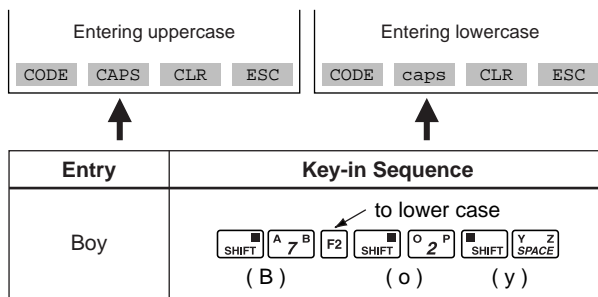 Entering uppercase
CODE CAPS CLR ESC
Entering lowercase
CODE caps CLR ESC
Entry Key-in Sequence
to lower case
Boy SHIFT A 7 B F2 SHIFT O 2 P SHIFT Y Z SPACE
( B ) ( o ) ( y )